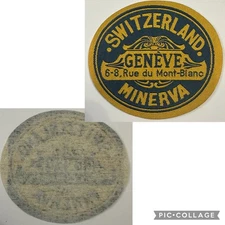 ·SWITZERLAND·
GENÈVE
6-8, Rue du Mont-Blanc
MINERVA
PIC·COLLAGE